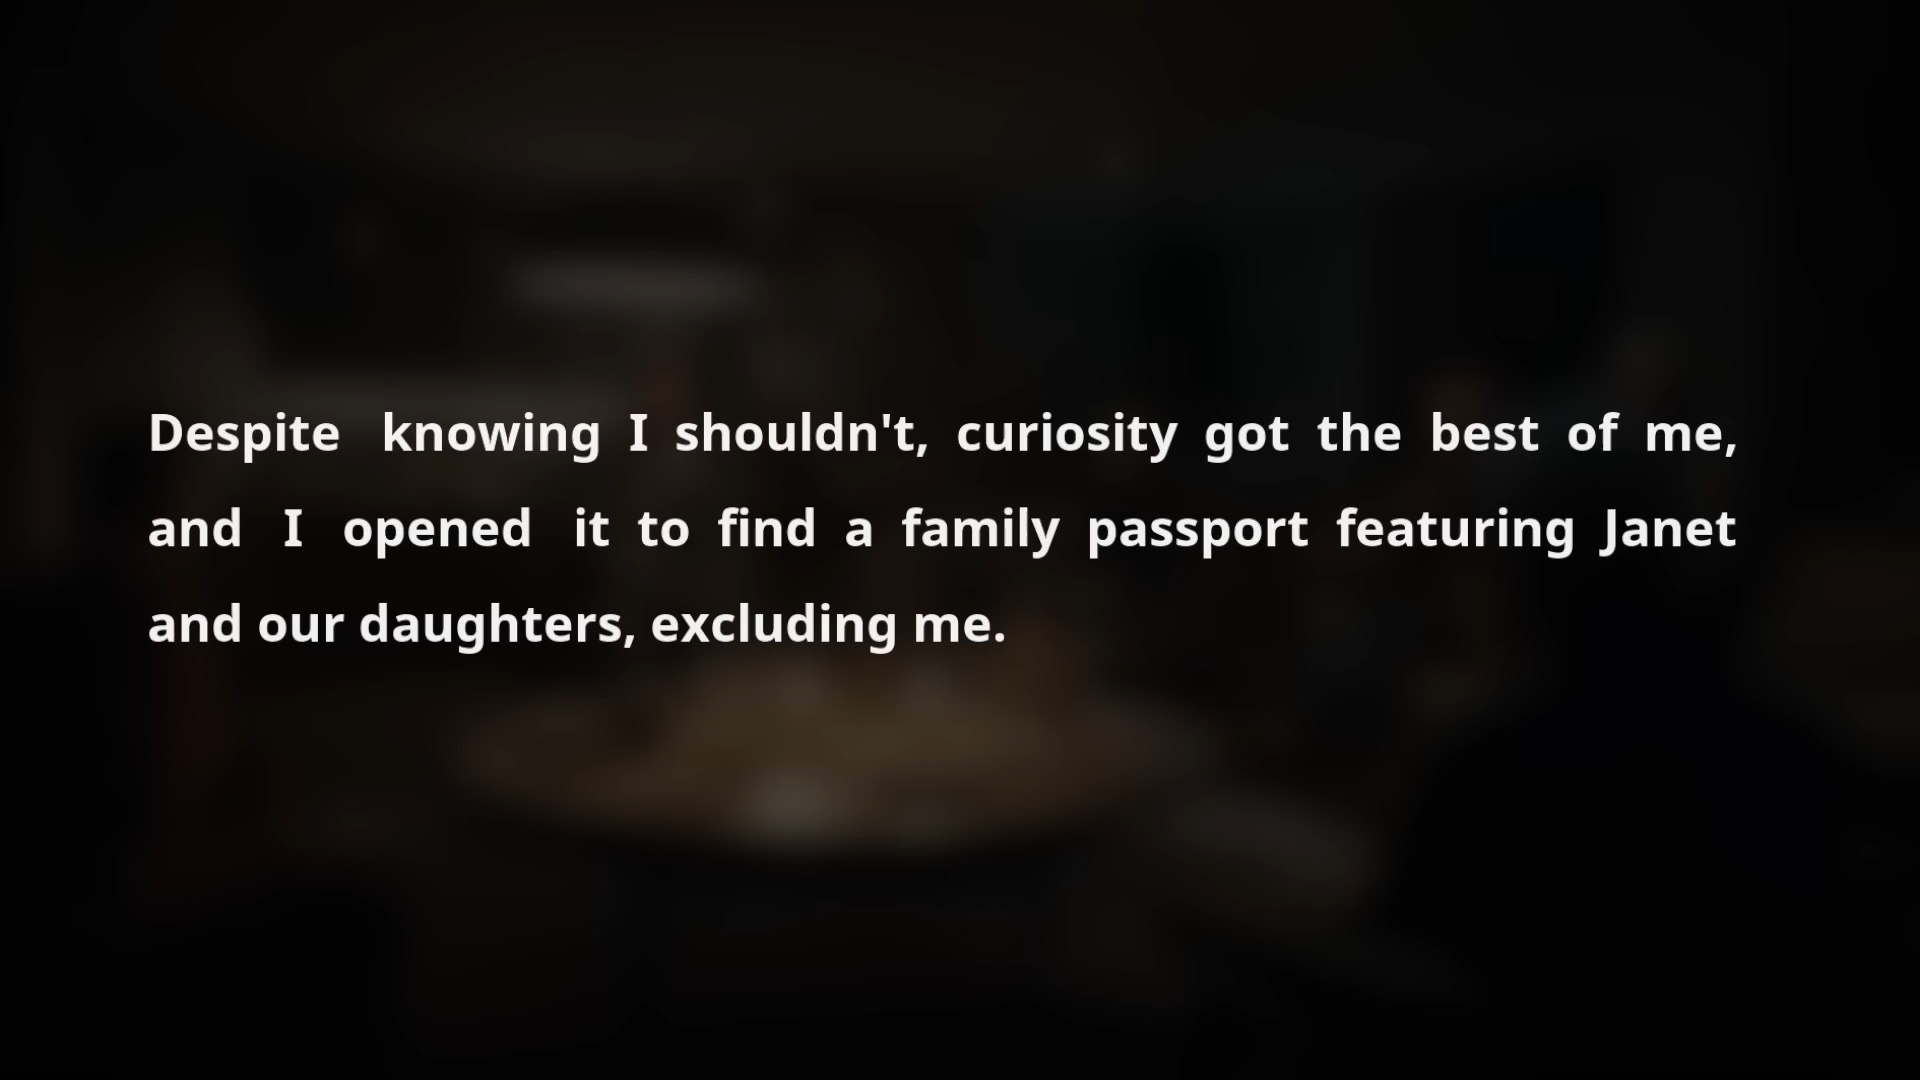 Despite knowing I shouldn't, curiosity got the best of me,
and I opened it to find a family passport featuring Janet
and our daughters, excluding me.